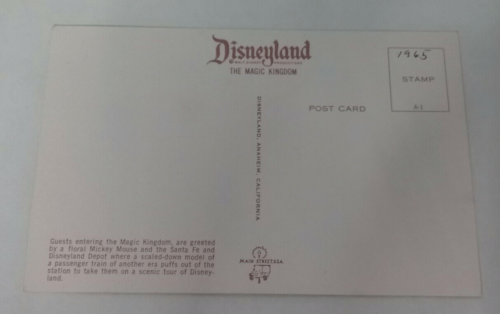 Disneyland
THE MAGIC KINGDOM
1965
STAMP
A-1
POST CARD
DISNEYLAND, ANAHEIM, CALIFORNIA
Guests entering the Magic Kingdom, are greeted
by a floral Mickey Mouse and the Santa Fe and
Disneyland Depot where a scaled-down model of
a passenger train of another era puffs out of the
station to take them on a scenic tour of Disney-
land.
MAIN STREET U.S.A.